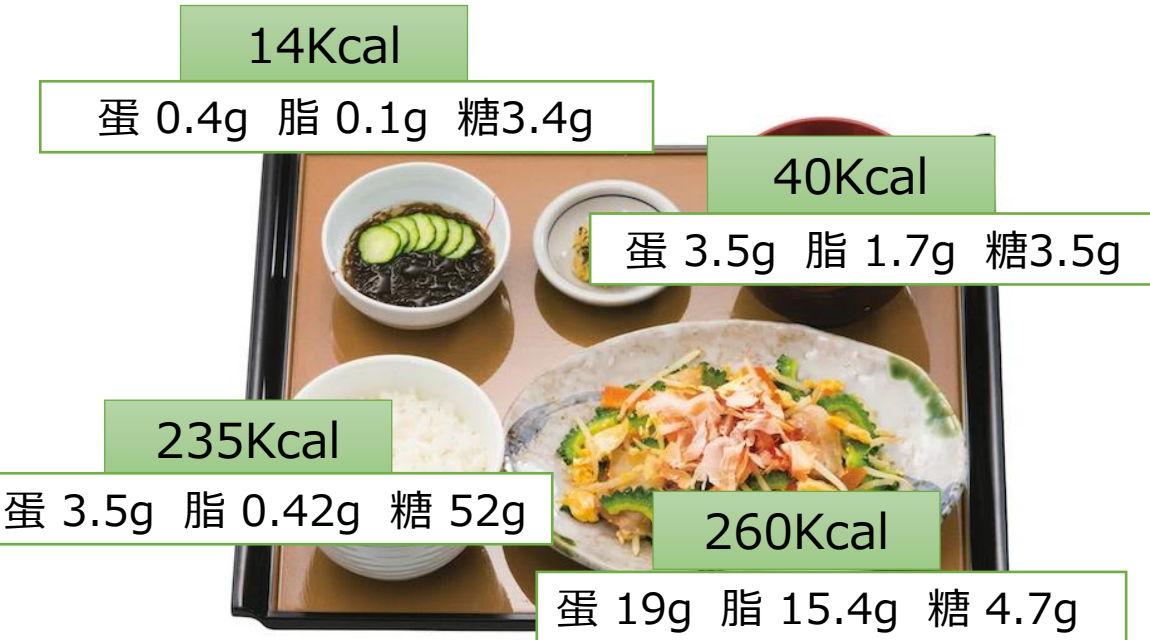 14Kcal
蛋 0.4g 脂 0.1g 糖3.4g
40Kcal
蛋 3.5g 脂 1.7g 糖3.5g
235Kcal
蛋 3.5g 脂 0.42g 糖 52g
260Kcal
蛋 19g 脂 15.4g 糖 4.7g